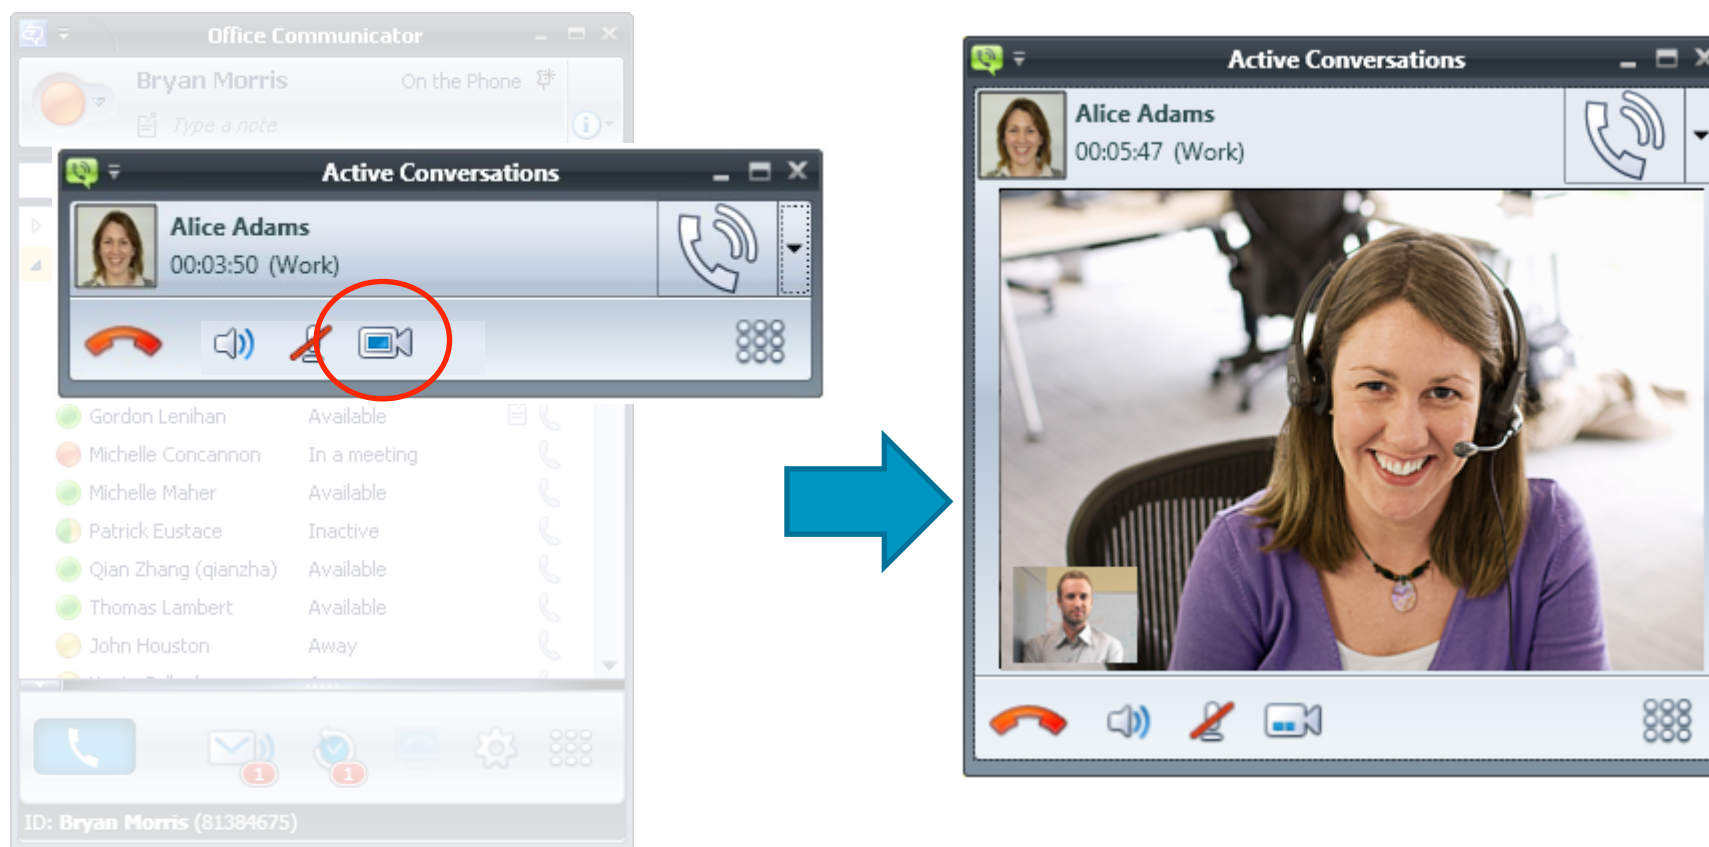 Office Communicator
Bryan Morris On the Phone
Type a note
Active Conversations
Alice Adams
00:03:50 (Work)
Gordon Lenihan Available
Michelle Concannon In a meeting
Michelle Maher Available
Patrick Eustace Inactive
Qian Zhang (qianzha) Available
Thomas Lambert Available
John Houston Away
1 1
ID: Bryan Morris (81384675)
Active Conversations
Alice Adams
00:05:47 (Work)